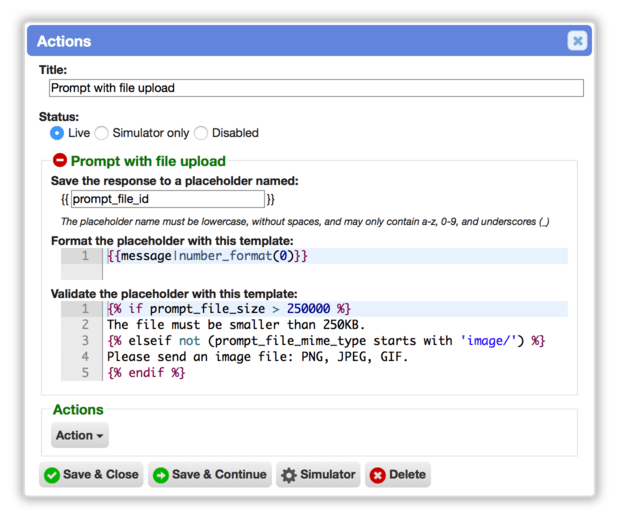 Actions
Title:
Prompt with file upload
Status:
Live Simulator only Disabled
Prompt with file upload
Save the response to a placeholder named:
{{ prompt_file_id }}
The placeholder name must be lowercase, without spaces, and may only contain a-z, 0-9, and underscores (_)
Format the placeholder with this template:
1 {{message|number_format(0)}}
Validate the placeholder with this template:
1 {% if prompt_file_size > 250000 %}
2 The file must be smaller than 250KB.
3 {% elseif not (prompt_file_mime_type starts with 'image/') %}
4 Please send an image file: PNG, JPEG, GIF.
5 {% endif %}
Actions
Action
Save & Close Save & Continue Simulator Delete